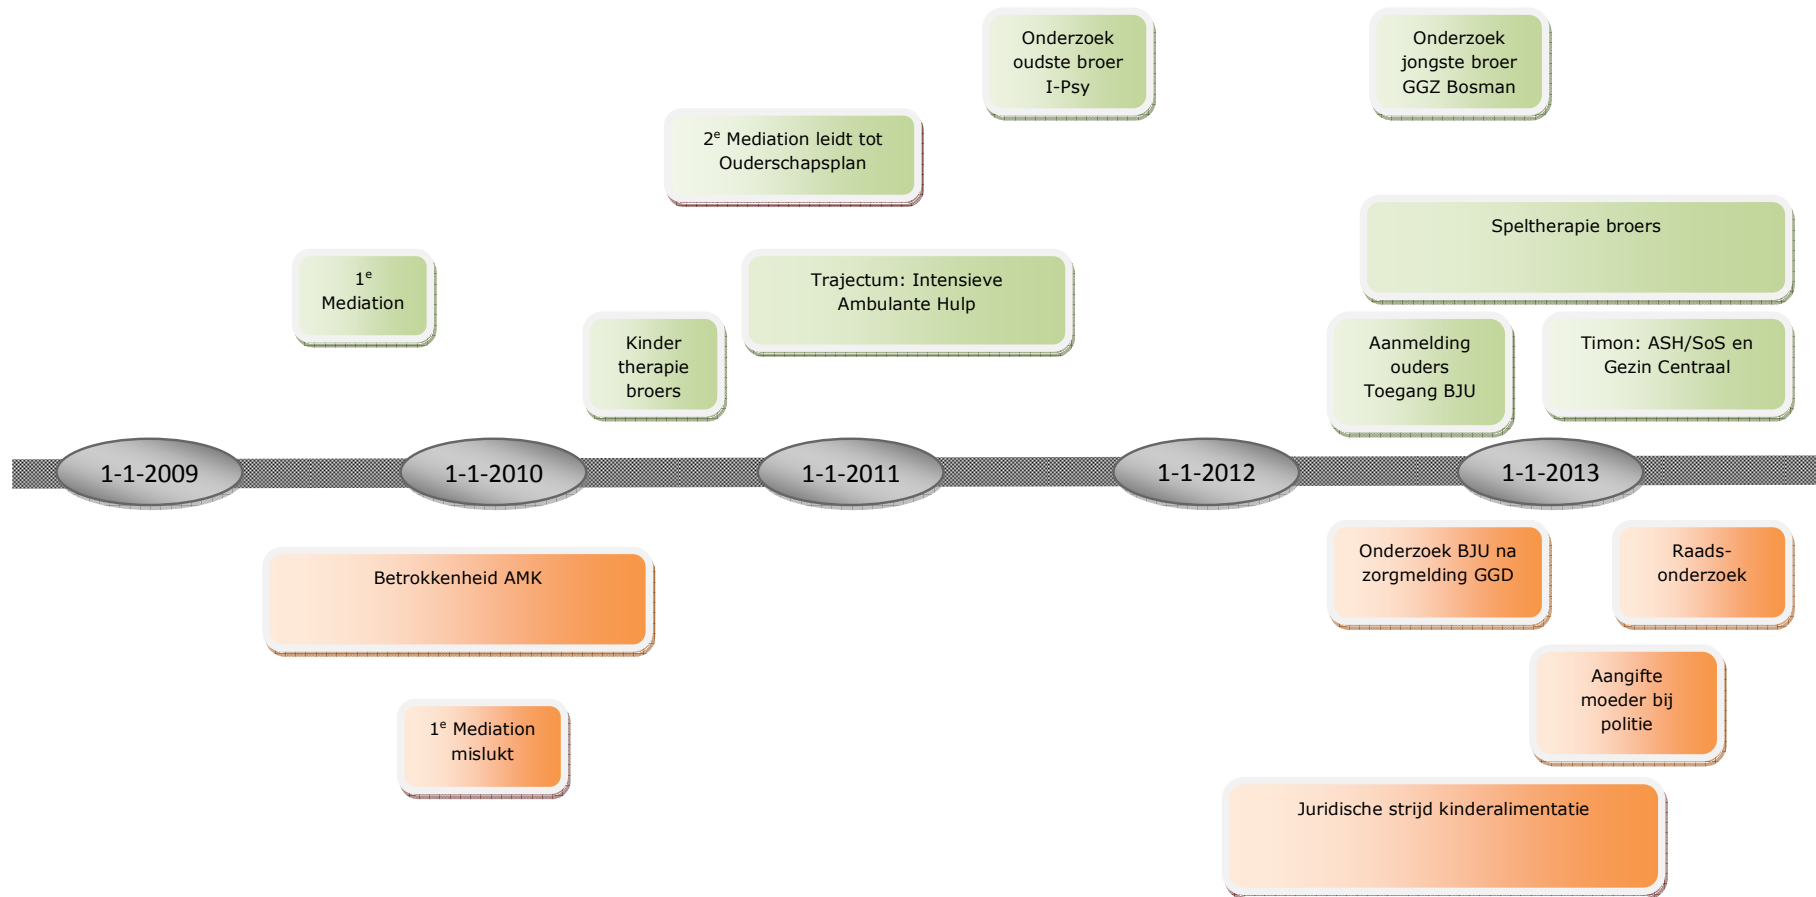 Onderzoek
oudste broer
I-Psy
Onderzoek
jongste broer
GGZ Bosman
2e Mediation leidt tot
Ouderschapsplan
Speltherapie broers
1e
Mediation
Trajectum: Intensieve
Ambulante Hulp
Kinder
therapie
broers
Aanmelding
ouders
Toegang BJU
Timon: ASH/SoS en
Gezin Centraal
1-1-2009
1-1-2010
1-1-2011
1-1-2012
1-1-2013
Betrokkenheid AMK
Onderzoek BJU na
zorgmelding GGD
Raads-
onderzoek
Aangifte
moeder bij
politie
1e Mediation
mislukt
Juridische strijd kinderalimentatie